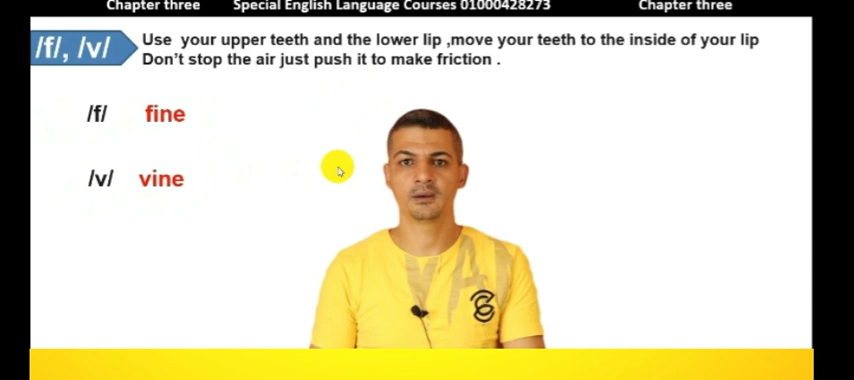 Chapter three Special English Language Courses 01000428273 Chapter three
/f/, /v/
Use your upper teeth and the lower lip ,move your teeth to the inside of your lip
Don't stop the air just push it to make friction .
/f/ fine
/v/ vine